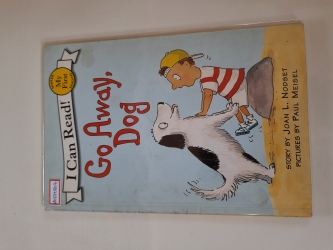 My First
I Can Read!
Go Away,
Dog
STORY BY JOAN L. NODSET
PICTURES BY PAUL MEISEL